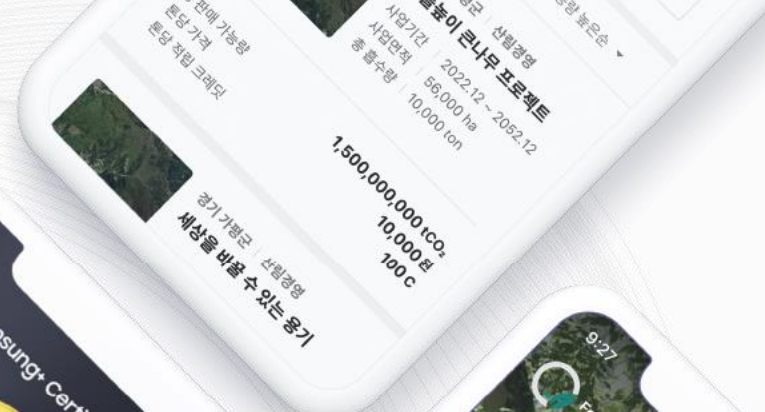 높은순
산림경영
큰나무 프로젝트
사업기간 2022.12 ~ 2052.12
사업면적 56,000 ha
총 흡수량 10,000 ton
판매 가능량 1,500,000,000 tCO₂
톤당 가격 10,000 원
톤당 적립 크레딧 100 C
경기 가평군 산림경영
세상을 바꿀 수 있는 용기
9:27